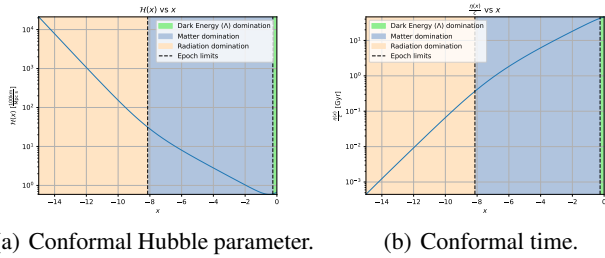 ℋ(x) vs x
Dark Energy (Λ) domination
Matter domination
Radiation domination
Epoch limits
10⁴
10³
10²
10¹
10⁰
ℋ(x)
−14 −12 −10 −8 −6 −4 −2 0
x
η(x)/c vs x
Dark Energy (Λ) domination
Matter domination
Radiation domination
Epoch limits
10¹
10⁰
10⁻¹
10⁻²
10⁻³
η(x)/c [Gyr]
−14 −12 −10 −8 −6 −4 −2 0
x
a) Conformal Hubble parameter.
(b) Conformal time.